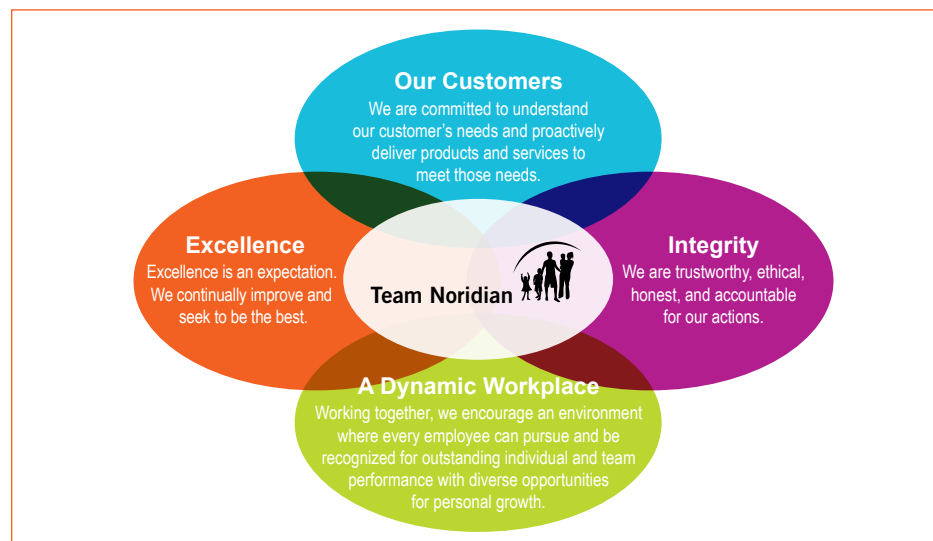 Our Customers
We are committed to understand
our customer's needs and proactively
deliver products and services to
meet those needs.
Excellence
Excellence is an expectation.
We continually improve and
seek to be the best.
Team Noridian
Integrity
We are trustworthy, ethical,
honest, and accountable
for our actions.
A Dynamic Workplace
Working together, we encourage an environment
where every employee can pursue and be
recognized for outstanding individual and team
performance with diverse opportunities
for personal growth.